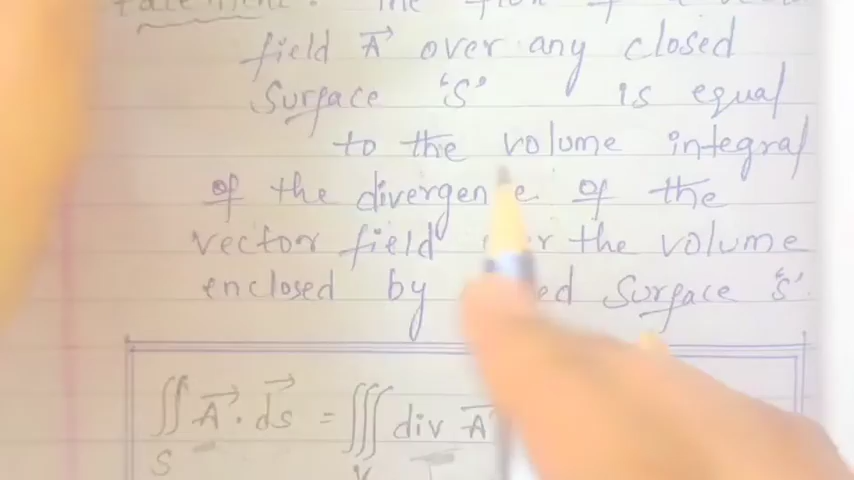 field A⃗ over any closed
Surface 'S' is equal
to the volume integral
of the divergen e of the
vector field the volume
enclosed by ed Surface 'S'
∬ A⃗ . ds⃗ = ∭ div A⃗
S V